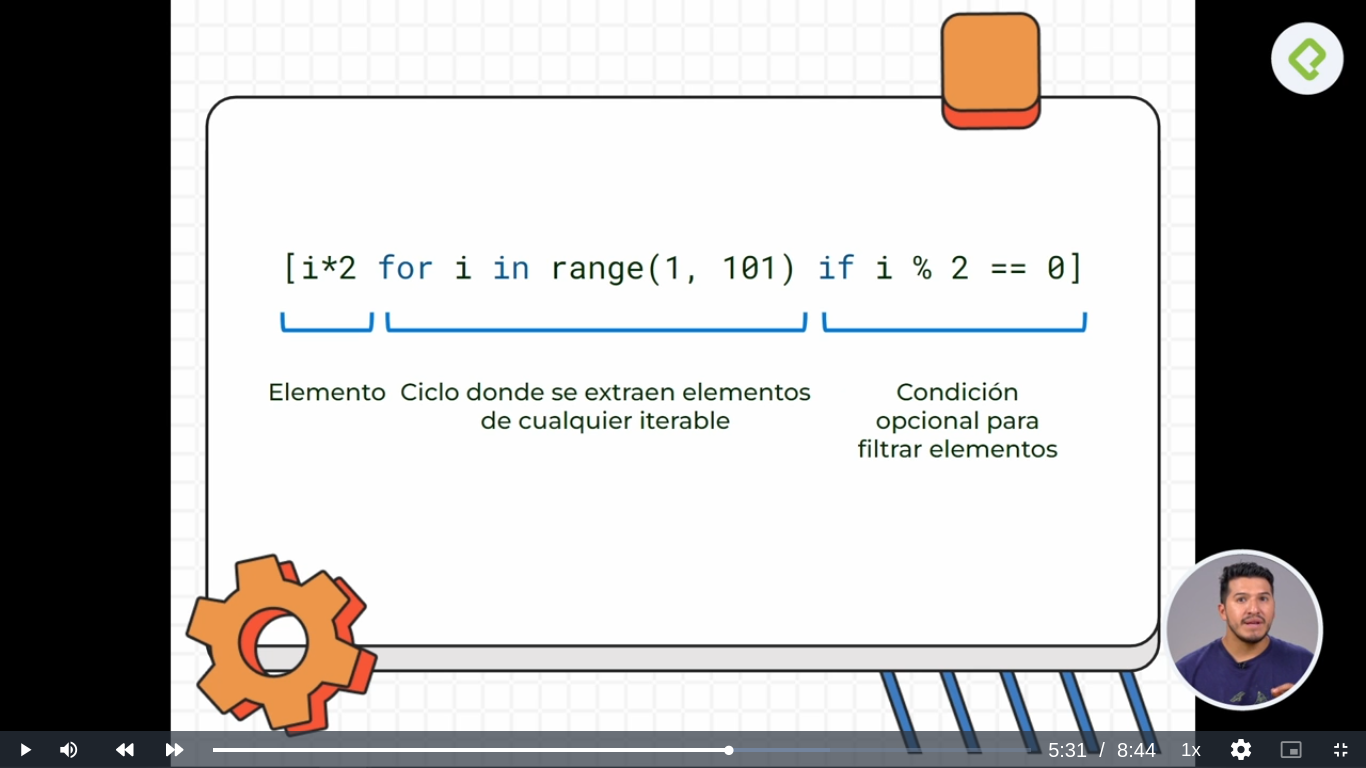 [i*2 for i in range(1, 101) if i % 2 == 0]
Elemento
Ciclo donde se extraen elementos
de cualquier iterable
Condición
opcional para
filtrar elementos
5:31 / 8:44
1x